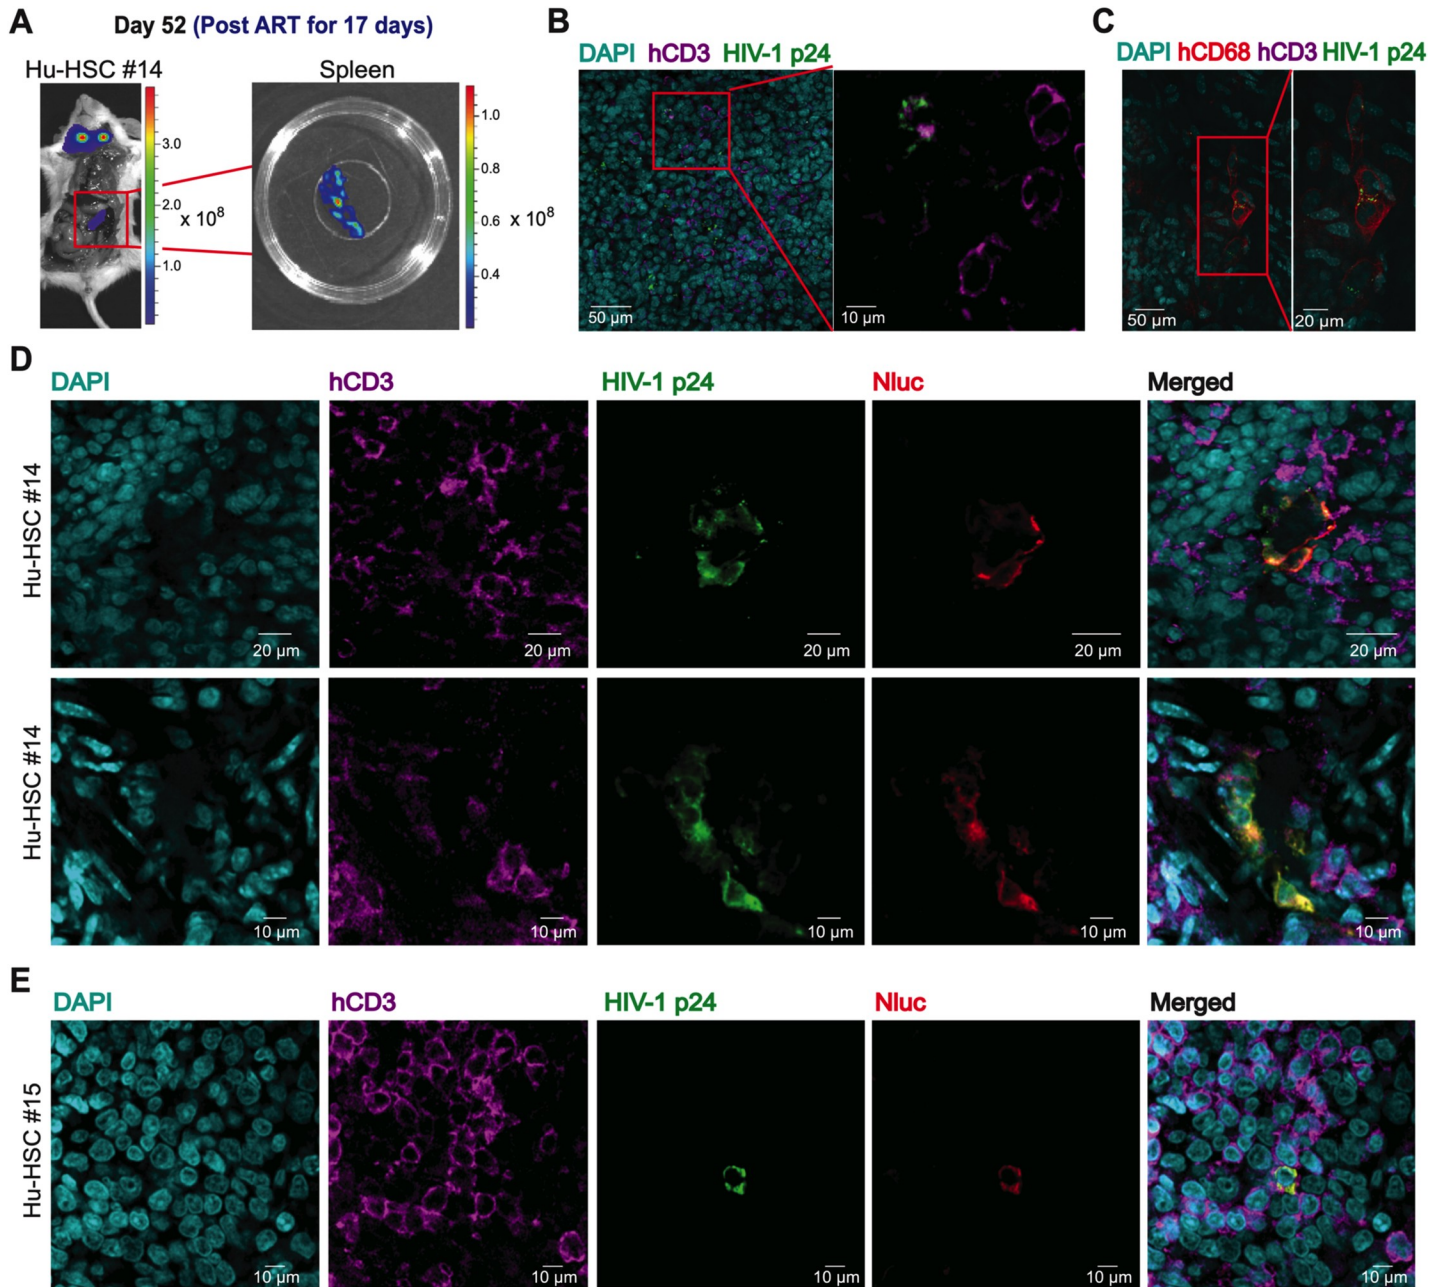 A
Day 52 (Post ART for 17 days)
Hu-HSC #14
Spleen
3.0
2.0
1.0
x 10⁸
1.0
0.8
0.6
0.4
x 10⁸
B
DAPI hCD3 HIV-1 p24
50 µm
10 µm
C
DAPI hCD68 hCD3 HIV-1 p24
50 µm
20 µm
D
DAPI hCD3 HIV-1 p24 Nluc Merged
Hu-HSC #14
20 µm 20 µm 20 µm 20 µm 20 µm
Hu-HSC #14
10 µm 10 µm 10 µm 10 µm 10 µm
E
DAPI hCD3 HIV-1 p24 Nluc Merged
Hu-HSC #15
10 µm 10 µm 10 µm 10 µm 10 µm